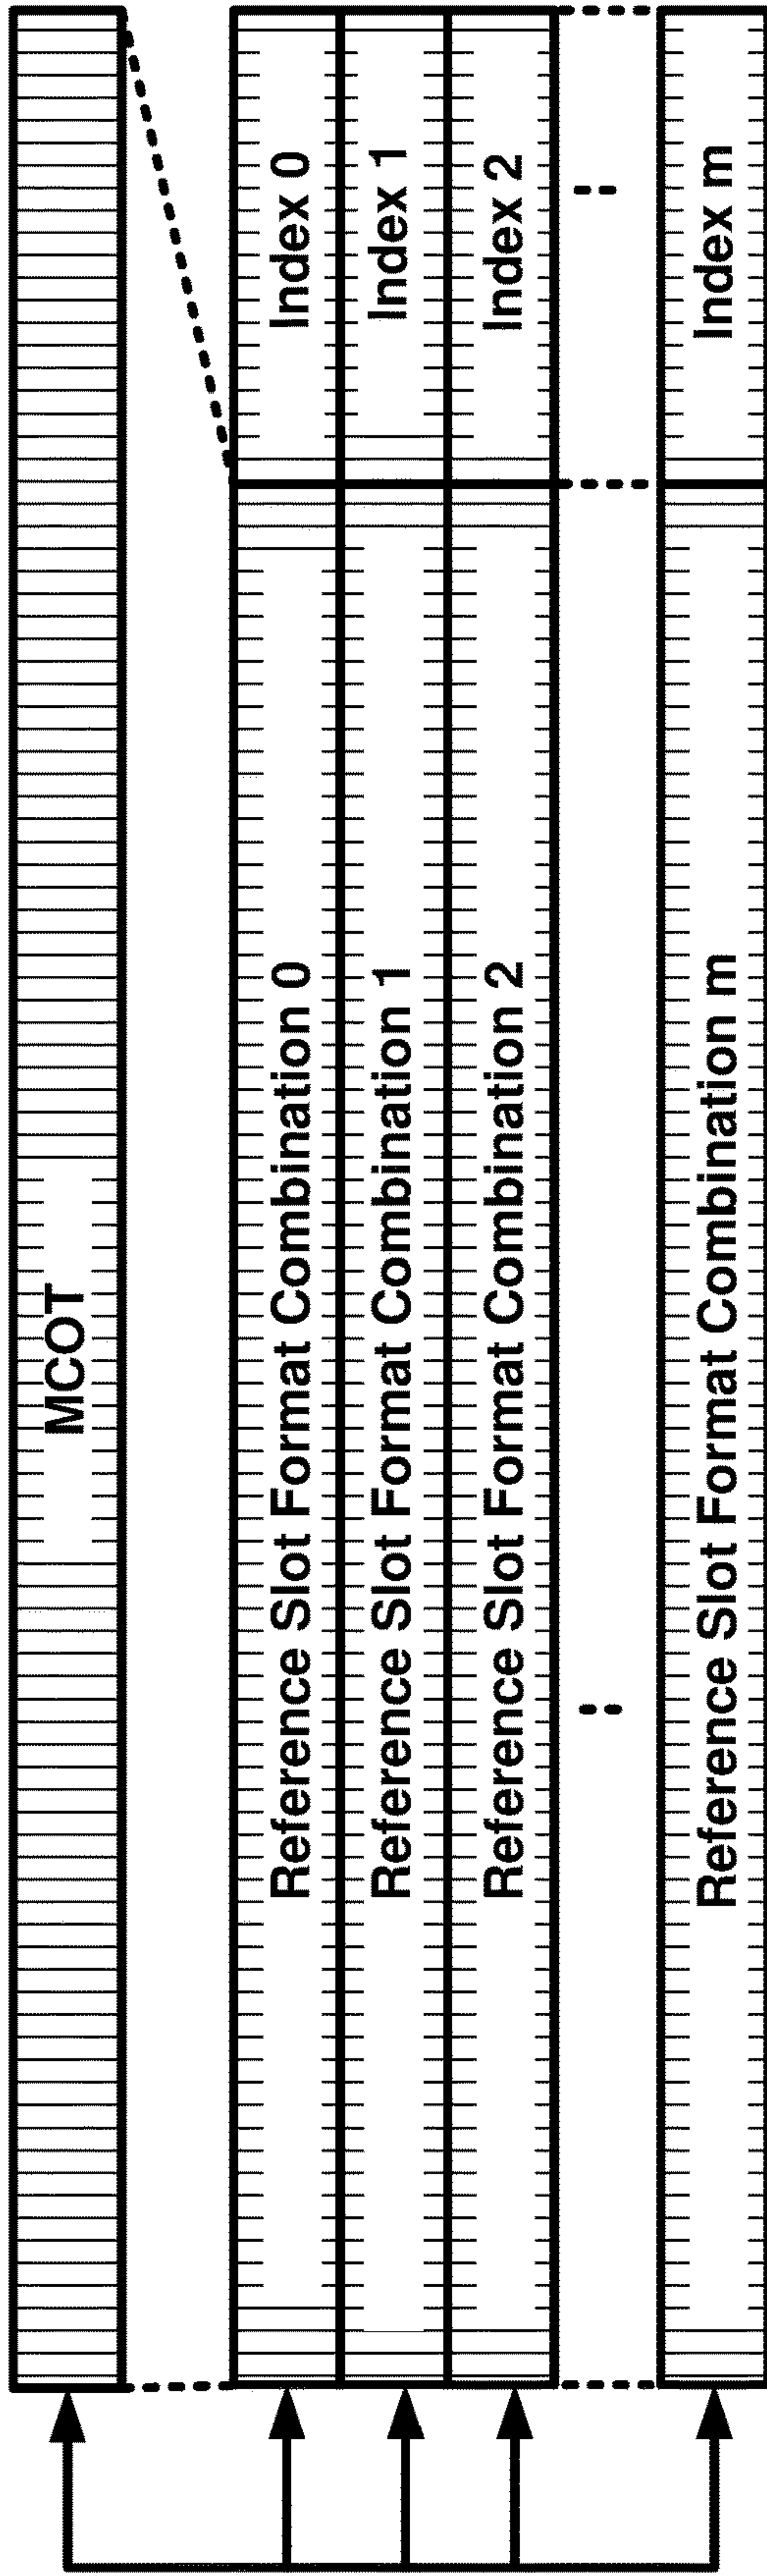 MCOT
Reference Slot Format Combination 0
Index 0
Reference Slot Format Combination 1
Index 1
Reference Slot Format Combination 2
Index 2
Reference Slot Format Combination m
Index m